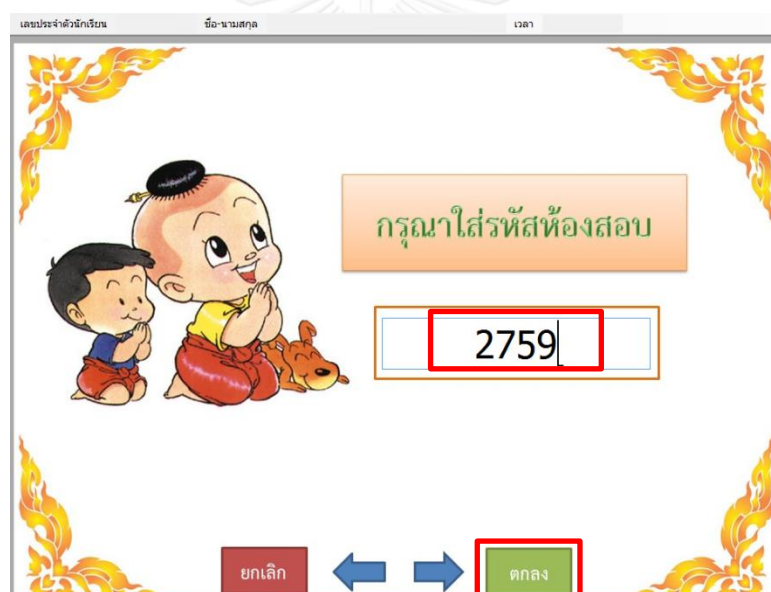 เลขประจำตัวนักเรียน ชื่อ-นามสกุล เวลา
กรุณาใส่รหัสห้องสอบ
2759
ยกเลิก ตกลง